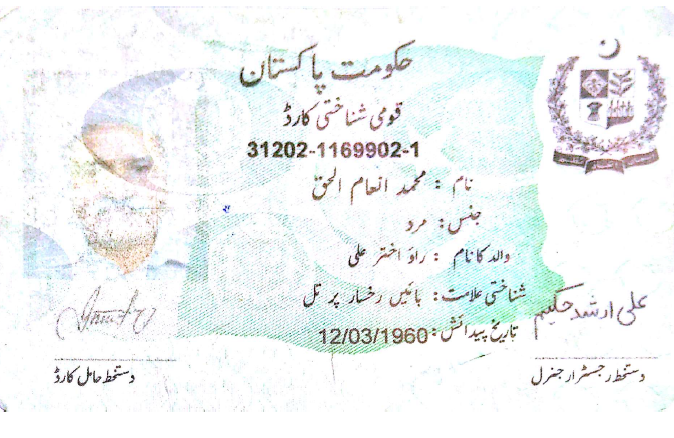 حکومت پاکستان
قومی شناختی کارڈ
31202-1169902-1
نام : محمد انعام الحق
جنس : مرد
والد کا نام : راؤ اختر علی
شناختی علامت : بائیں رخسار پر تل
تاریخ پیدائش : 12/03/1960
علی ارشد حکیم
دستخط حامل کارڈ
دستخط رجسٹرار جنرل